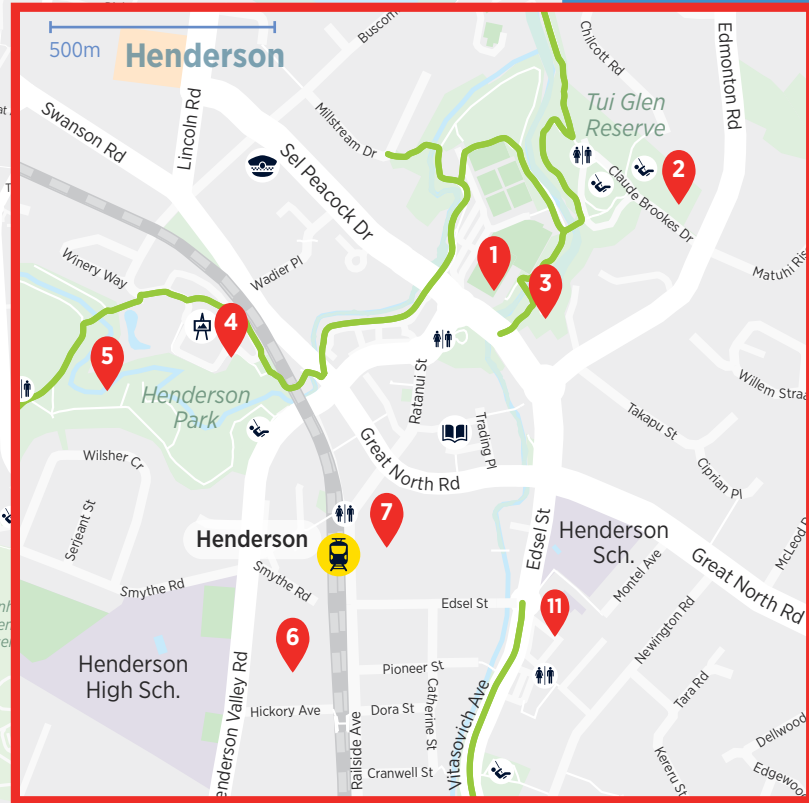 500m
Henderson
Buscom
Chilcott Rd
Edmonton Rd
Tui Glen
Reserve
Swanson Rd
Lincoln Rd
Millstream Dr
Sel Peacock Dr
2
Claude Brookes Dr
Matuhi Ris
Winery Way
Wadier Pl
1
3
4
5
Henderson
Park
Ratanui St
Trading Pl
Willem Straa
Takapu St
Ciprian Pl
Great North Rd
Wilsher Cr
Serjeant St
7
Henderson
Edsel St
Henderson
Sch.
McLeod
Great North Rd
Montel Ave
Smythe Rd
Smythe Rd
Edsel St
11
Newington Rd
6
Henderson
High Sch.
Pioneer St
Tara Rd
Henderson Valley Rd
Hickory Ave
Dora St
Catherine St
Railside Ave
Vitasovich Ave
Cranwell St
Kereru St
Dellwood
Edgewoo